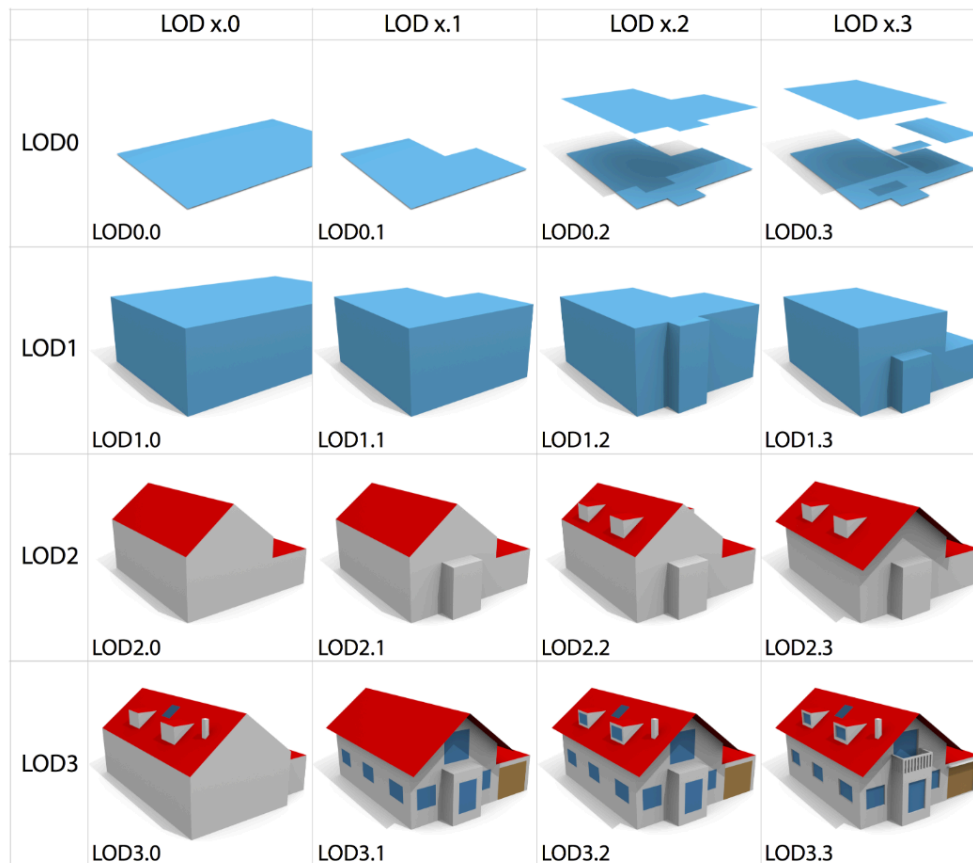 LOD x.0 LOD x.1 LOD x.2 LOD x.3
LOD0
LOD0.0 LOD0.1 LOD0.2 LOD0.3
LOD1
LOD1.0 LOD1.1 LOD1.2 LOD1.3
LOD2
LOD2.0 LOD2.1 LOD2.2 LOD2.3
LOD3
LOD3.0 LOD3.1 LOD3.2 LOD3.3